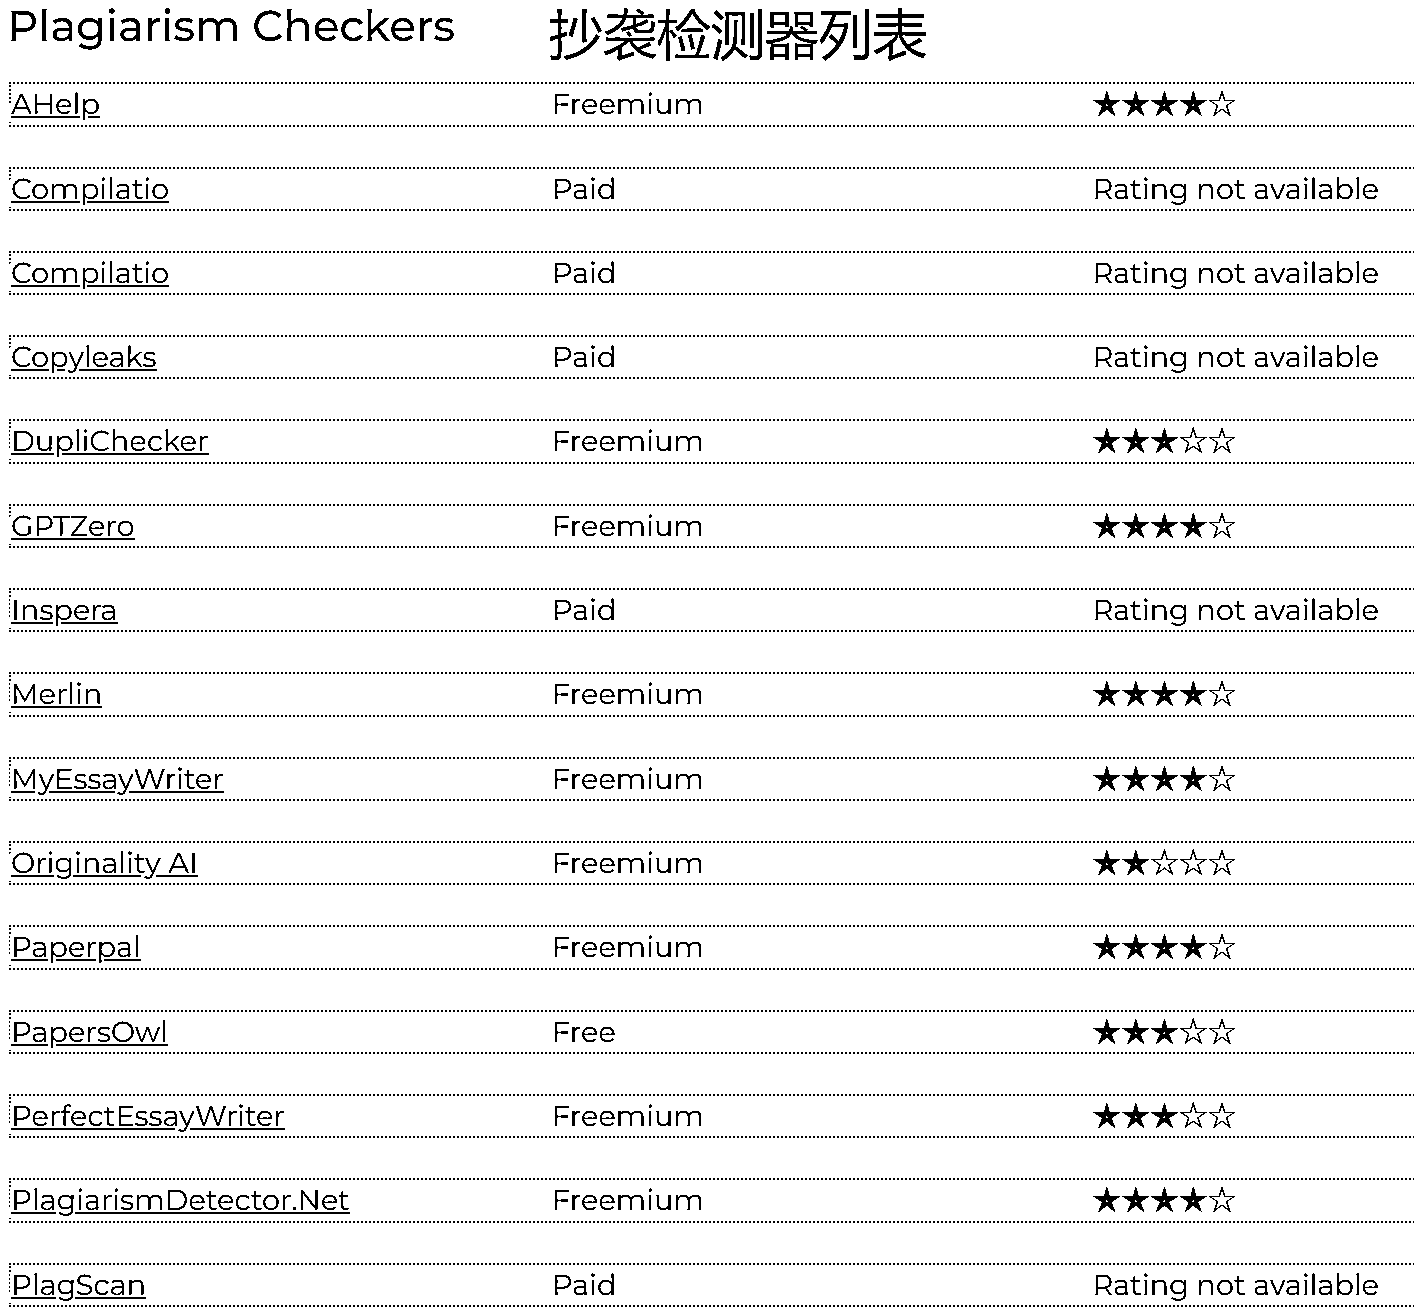 Plagiarism Checkers 抄袭检测器列表
AHelp Freemium ★★★★☆
Compilatio Paid Rating not available
Compilatio Paid Rating not available
Copyleaks Paid Rating not available
DupliChecker Freemium ★★★☆☆
GPTZero Freemium ★★★★☆
Inspera Paid Rating not available
Merlin Freemium ★★★★☆
MyEssayWriter Freemium ★★★★☆
Originality AI Freemium ★★☆☆☆
Paperpal Freemium ★★★★☆
PapersOwl Free ★★★☆☆
PerfectEssayWriter Freemium ★★★☆☆
PlagiarismDetector.Net Freemium ★★★★☆
PlagScan Paid Rating not available